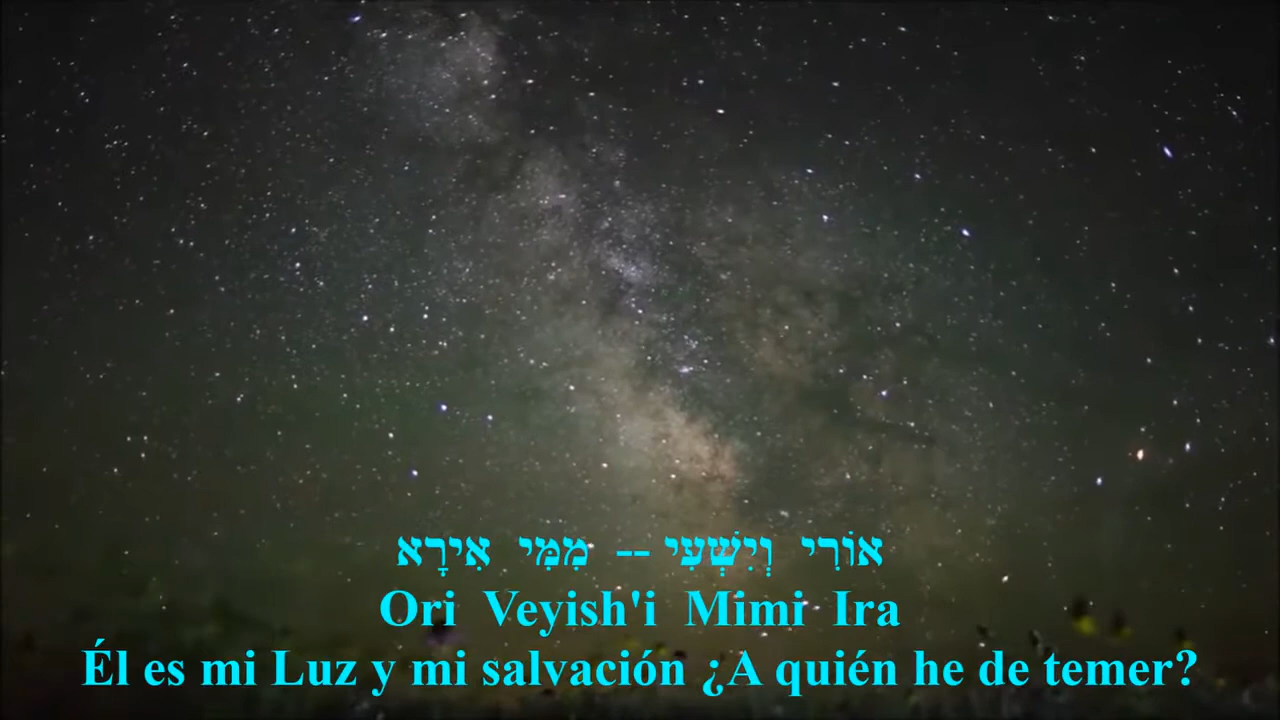 אוֹרִי וְיִשְׁעִי -- מִמִּי אִירָא
Ori Veyish'i Mimi Ira
Él es mi Luz y mi salvación ¿A quién he de temer?